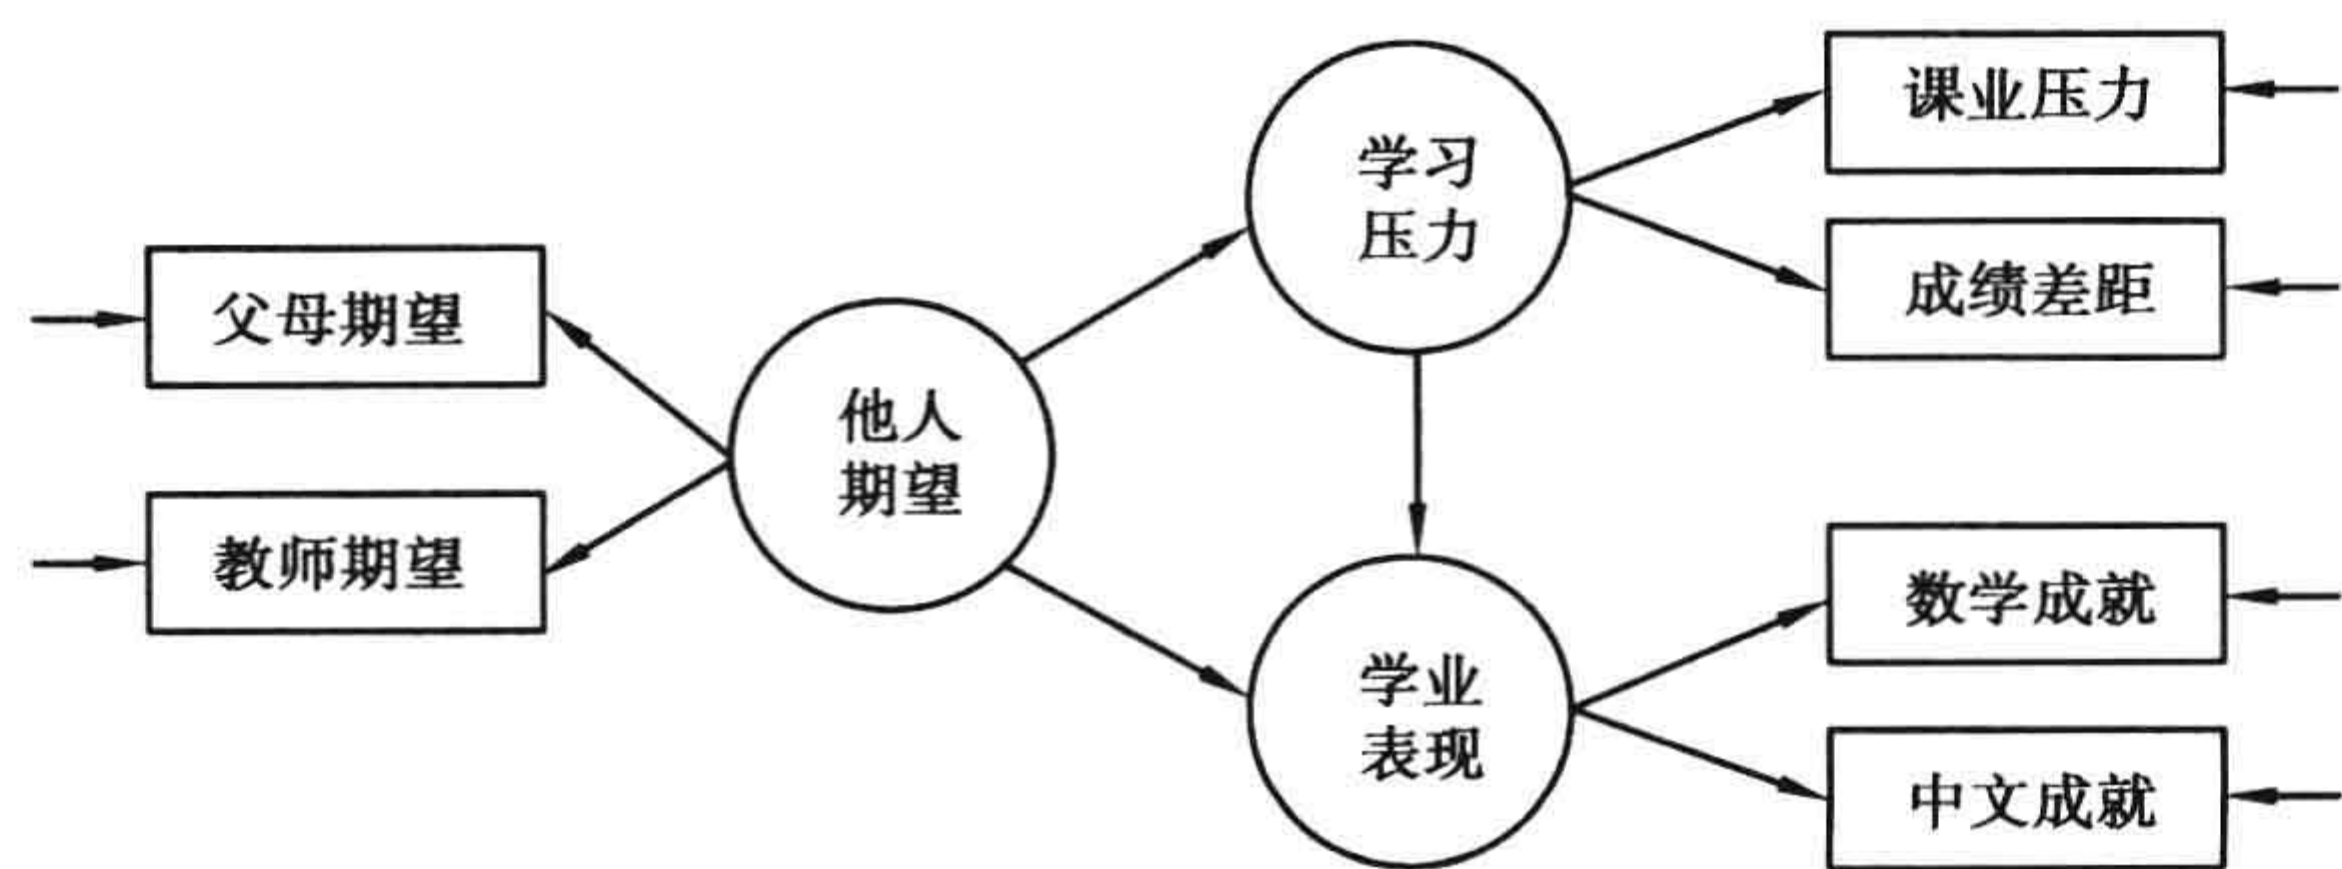 父母期望
教师期望
他人
期望
学习
压力
学业
表现
课业压力
成绩差距
数学成就
中文成就